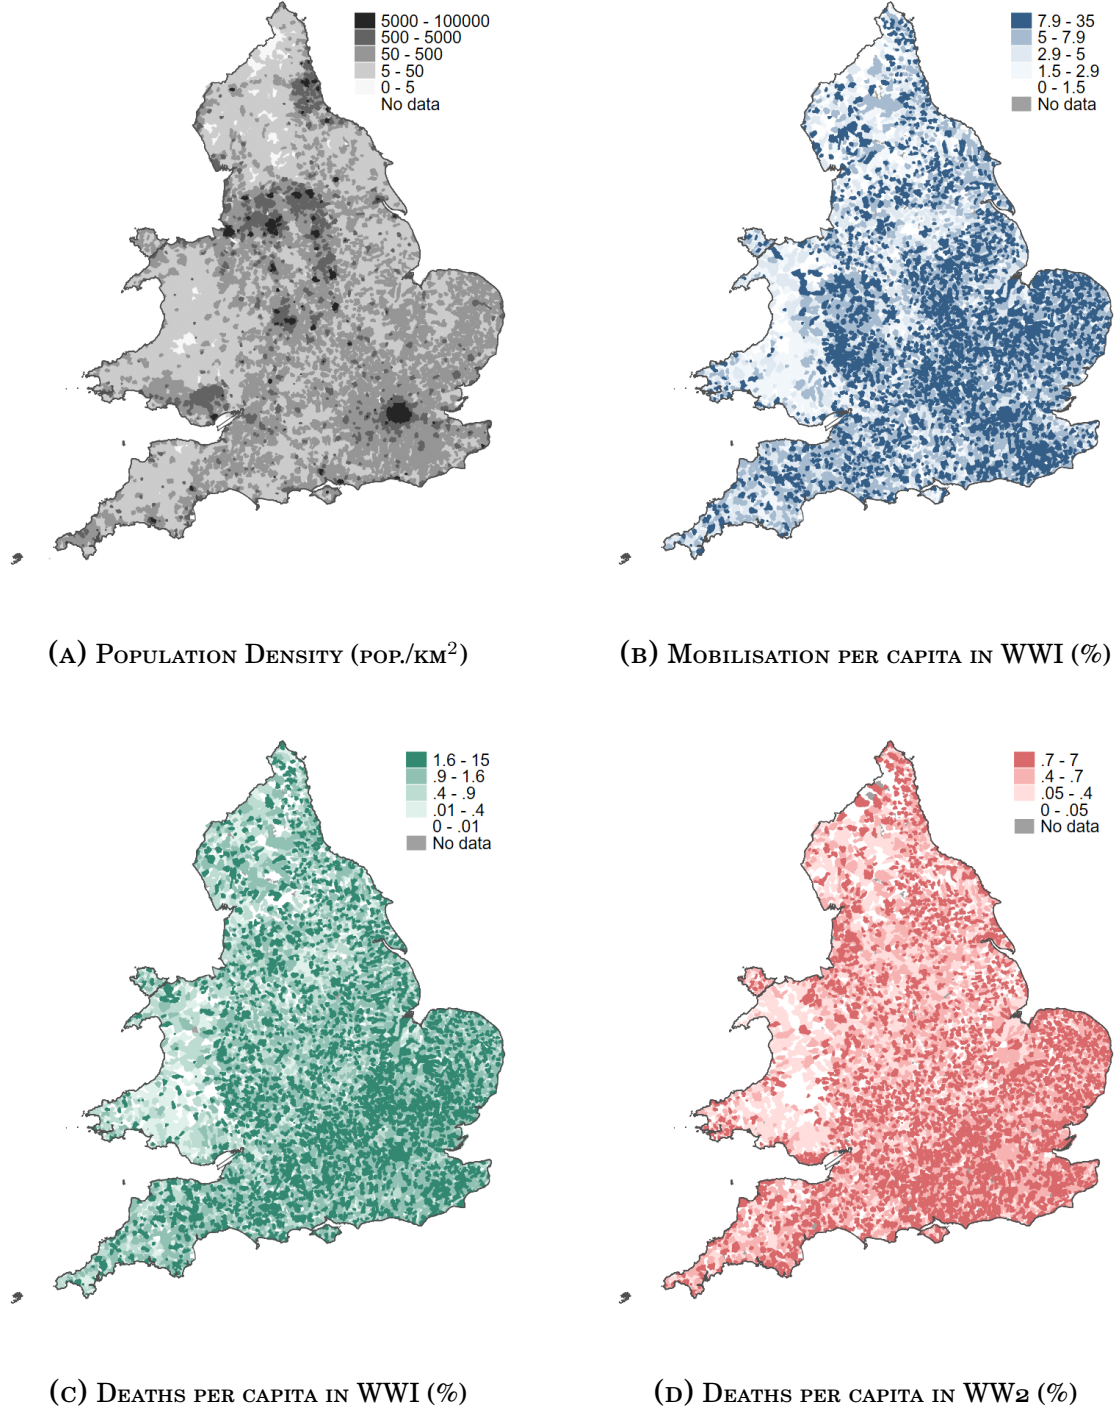 5000 - 100000
500 - 5000
50 - 500
5 - 50
0 - 5
No data
7.9 - 35
5 - 7.9
2.9 - 5
1.5 - 2.9
0 - 1.5
No data
(A) Population Density (pop./km²)
(B) Mobilisation per capita in WWI (%)
1.6 - 15
.9 - 1.6
.4 - .9
.01 - .4
0 - .01
No data
.7 - 7
.4 - .7
.05 - .4
0 - .05
No data
(C) Deaths per capita in WWI (%)
(D) Deaths per capita in WW2 (%)